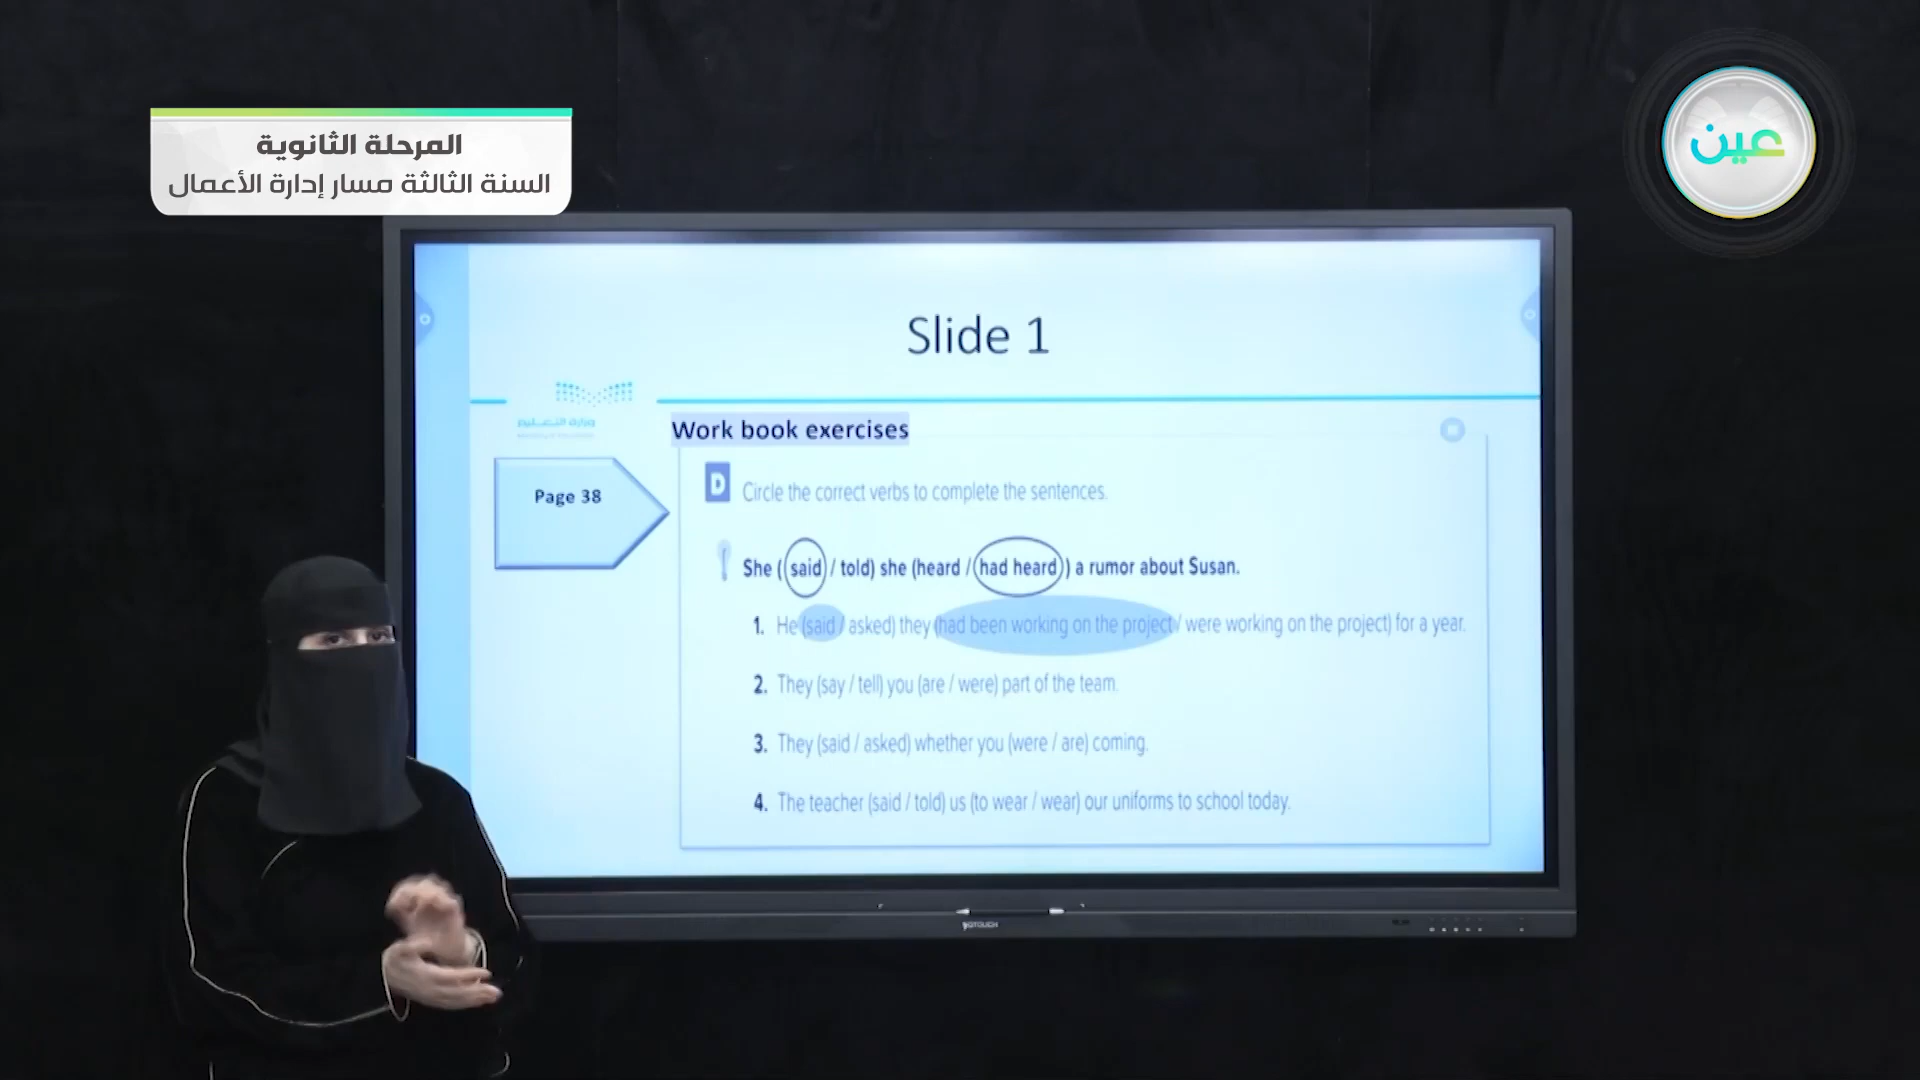 المرحلة الثانوية
السنة الثالثة مسار إدارة الأعمال
عين
Slide 1
وزارة التعليم
Work book exercises
Page 38
D Circle the correct verbs to complete the sentences.
She (said / told) she (heard / had heard) a rumor about Susan.
1. He (said / asked) they (had been working on the project / were working on the project) for a year.
2. They (say / tell) you (are / were) part of the team.
3. They (said / asked) whether you (were / are) coming.
4. The teacher (said / told) us (to wear / wear) our uniforms to school today.